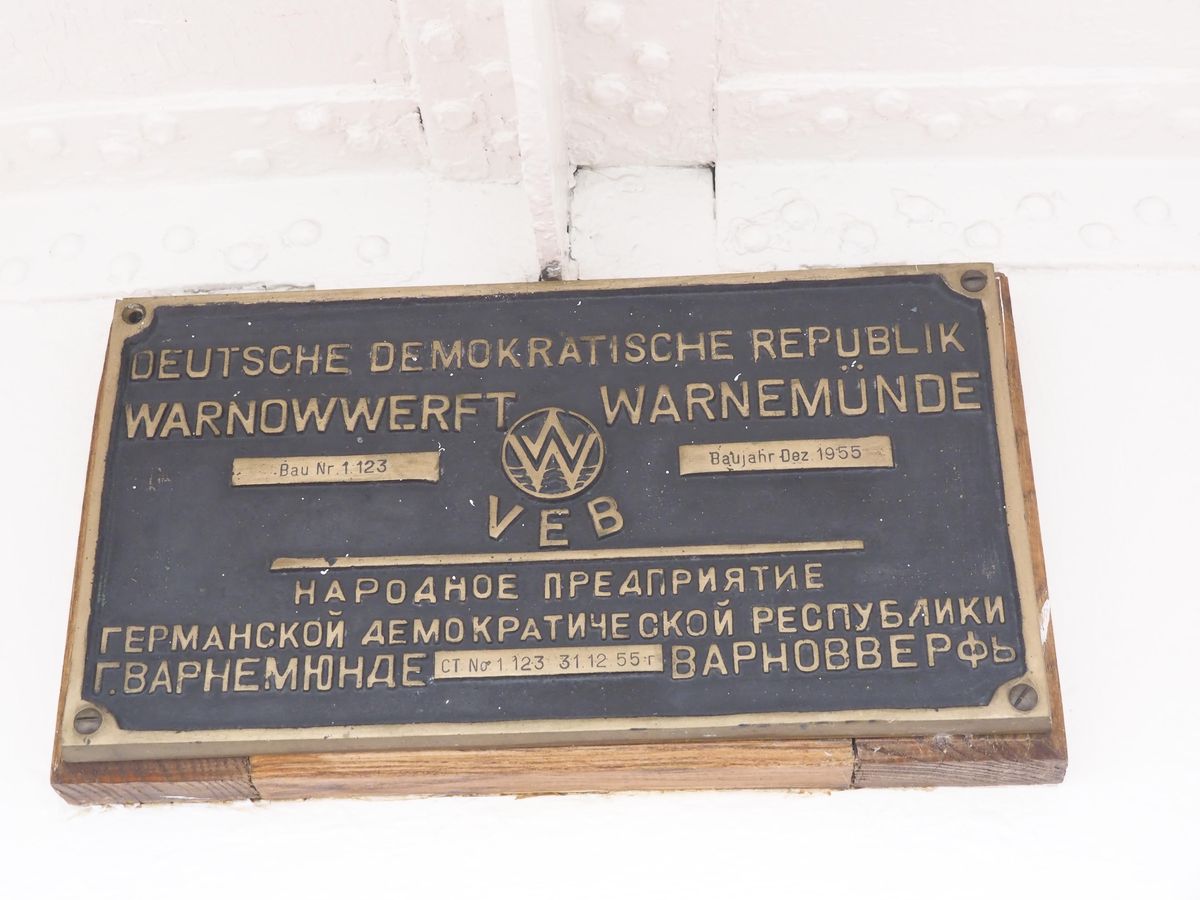 DEUTSCHE DEMOKRATISCHE REPUBLIK
WARNOWWERFT WARNEMÜNDE
Bau Nr. 1 123
W
Baujahr Dez. 1955
VEB
НАРОДНОЕ ПРЕДПРИЯТИЕ
ГЕРМАНСКОЙ ДЕМОКРАТИЧЕСКОЙ РЕСПУБЛИКИ
Г.ВАРНЕМЮНДЕ СТ № 1 123 31.12 55 г ВАРНОВВЕРФЬ